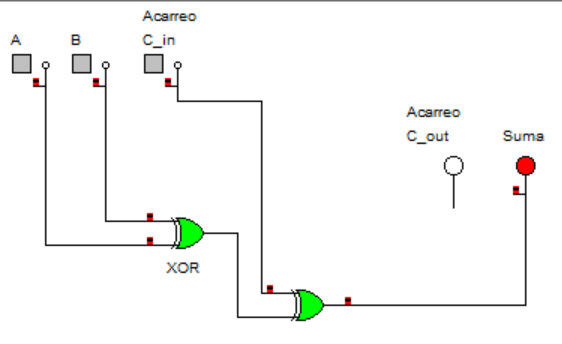 Acarreo
A B C_in
Acarreo
C_out Suma
XOR